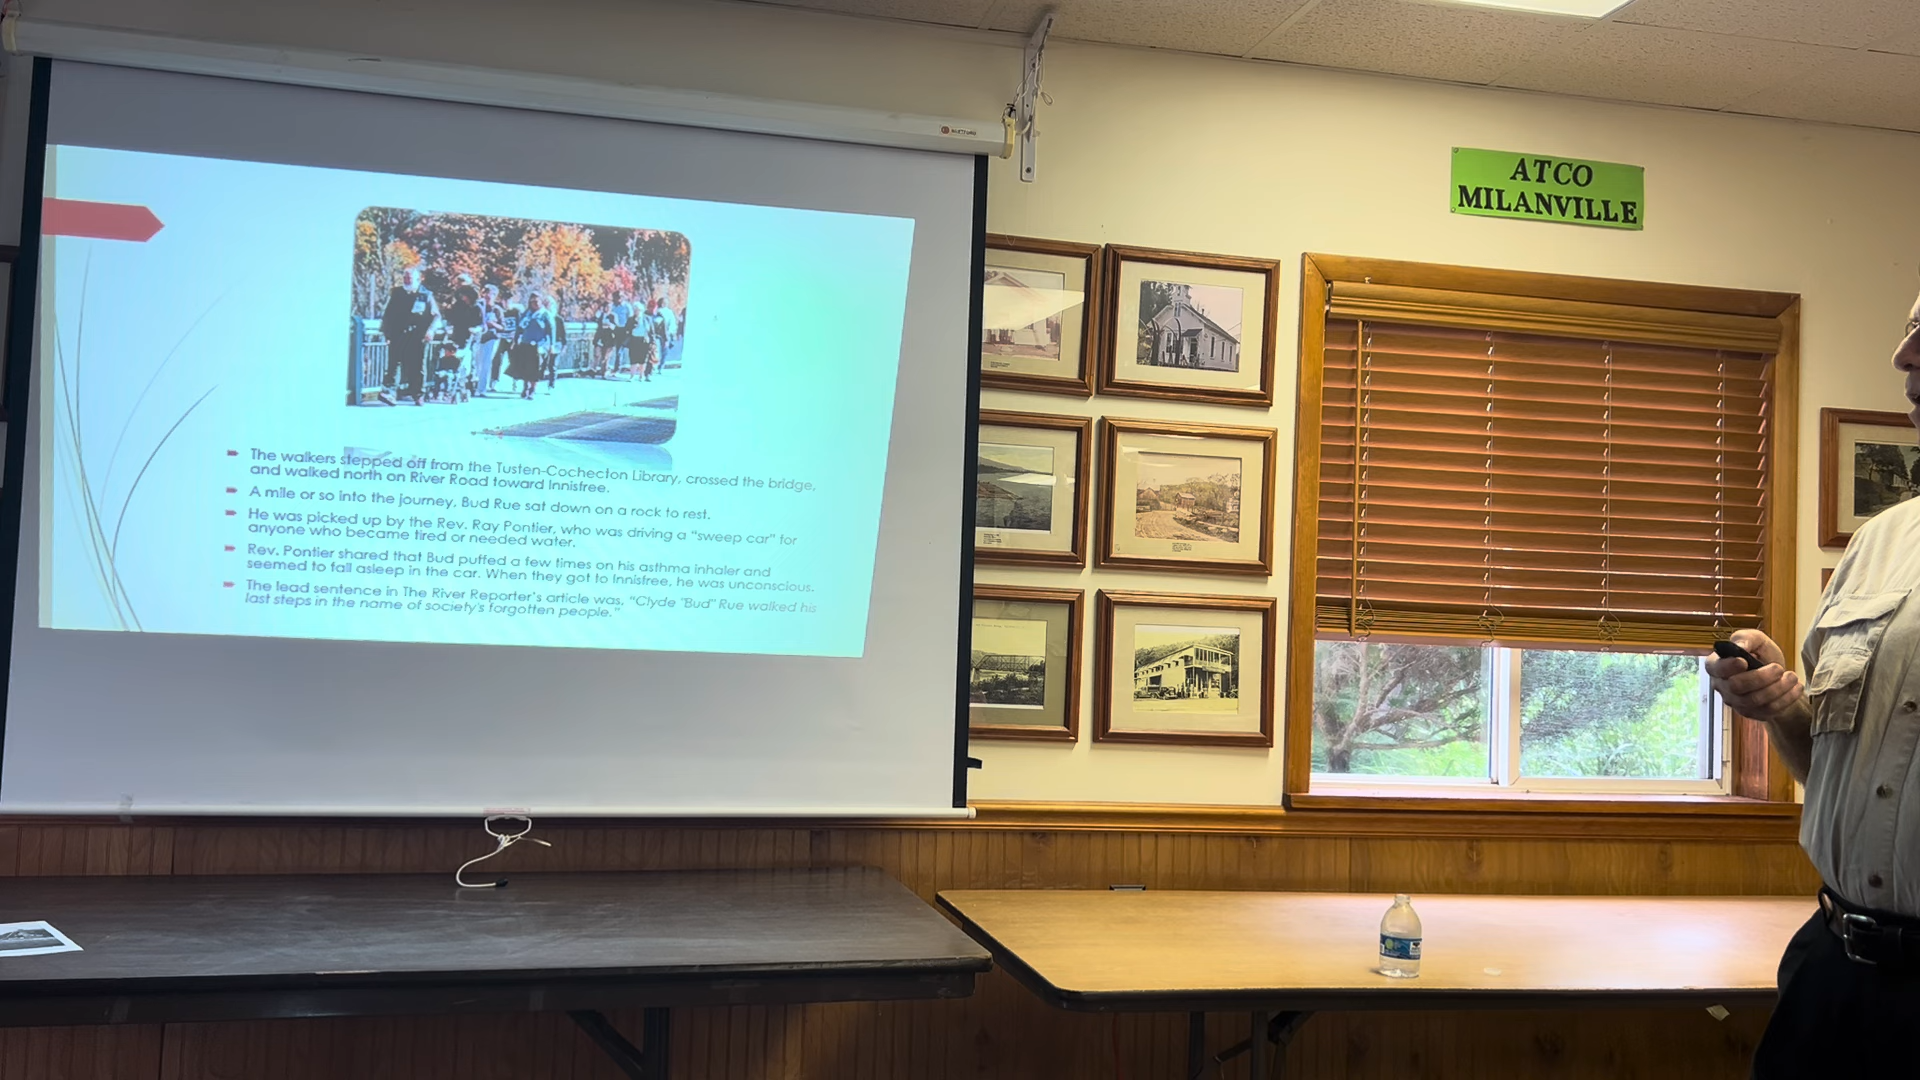 The walkers stepped off from the Tusten-Cochecton Library, crossed the bridge,
and walked north on River Road toward Innisfree.
A mile or so into the journey, Bud Rue sat down on a rock to rest.
He was picked up by the Rev. Ray Pontier, who was driving a “sweep car” for
anyone who became tired or needed water.
Rev. Pontier shared that Bud puffed a few times on his asthma inhaler and
seemed to fall asleep in the car. When they got to Innisfree, he was unconscious.
The lead sentence in The River Reporter's article was, “Clyde "Bud" Rue walked his
last steps in the name of society's forgotten people.”
ATCO
MILANVILLE